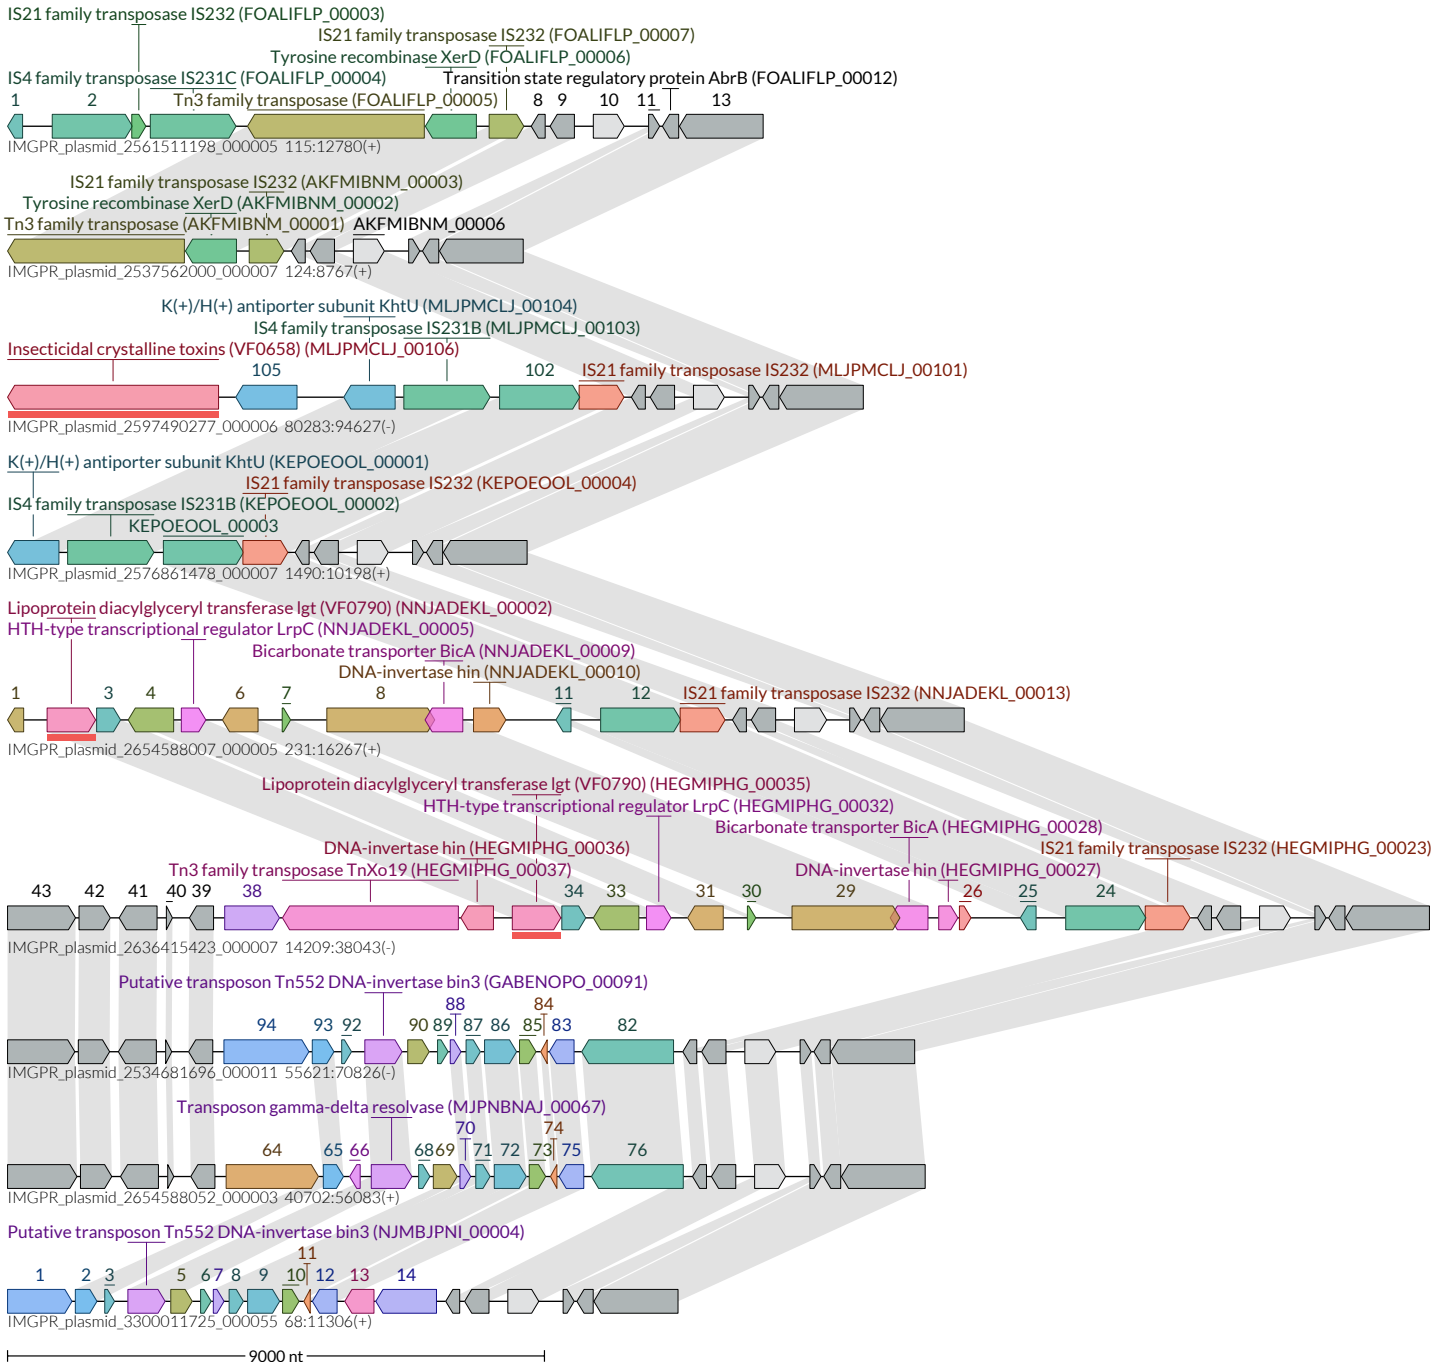 IS21 family transposase IS232 (FOALIFLP_00003)
IS21 family transposase IS232 (FOALIFLP_00007)
Tyrosine recombinase XerD (FOALIFLP_00006)
IS4 family transposase IS231C (FOALIFLP_00004) Transition state regulatory protein AbrB (FOALIFLP_00012)
1 2 Tn3 family transposase (FOALIFLP_00005) 8 9 10 11 13
IMGPR_plasmid_2561511198_000005 115:12780(+)
IS21 family transposase IS232 (AKFMIBNM_00003)
Tyrosine recombinase XerD (AKFMIBNM_00002)
Tn3 family transposase (AKFMIBNM_00001) AKFMIBNM_00006
IMGPR_plasmid_2537562000_000007 124:8767(+)
K(+)/H(+) antiporter subunit KhtU (MLJPMCLJ_00104)
IS4 family transposase IS231B (MLJPMCLJ_00103)
Insecticidal crystalline toxins (VF0658) (MLJPMCLJ_00106)
105 102 IS21 family transposase IS232 (MLJPMCLJ_00101)
IMGPR_plasmid_2597490277_000006 80283:94627(-)
K(+)/H(+) antiporter subunit KhtU (KEPOEOOL_00001)
IS21 family transposase IS232 (KEPOEOOL_00004)
IS4 family transposase IS231B (KEPOEOOL_00002)
KEPOEOOL_00003
IMGPR_plasmid_2576861478_000007 1490:10198(+)
Lipoprotein diacylglyceryl transferase lgt (VF0790) (NNJADEKL_00002)
HTH-type transcriptional regulator LrpC (NNJADEKL_00005)
Bicarbonate transporter BicA (NNJADEKL_00009)
DNA-invertase hin (NNJADEKL_00010)
1 3 4 6 7 8 11 12 IS21 family transposase IS232 (NNJADEKL_00013)
IMGPR_plasmid_2654588007_000005 231:16267(+)
Lipoprotein diacylglyceryl transferase lgt (VF0790) (HEGMIPHG_00035)
HTH-type transcriptional regulator LrpC (HEGMIPHG_00032)
Bicarbonate transporter BicA (HEGMIPHG_00028)
DNA-invertase hin (HEGMIPHG_00036) IS21 family transposase IS232 (HEGMIPHG_00023)
Tn3 family transposase TnXo19 (HEGMIPHG_00037) DNA-invertase hin (HEGMIPHG_00027)
43 42 41 40 39 38 34 33 31 30 29 26 25 24
IMGPR_plasmid_2636415423_000007 14209:38043(-)
Putative transposon Tn552 DNA-invertase bin3 (GABENOPO_00091)
88 84
94 93 92 90 89 87 86 85 83 82
IMGPR_plasmid_2534681696_000011 55621:70826(-)
Transposon gamma-delta resolvase (MJPNBNAJ_00067)
70 74
64 65 66 68 69 71 72 73 75 76
IMGPR_plasmid_2654588052_000003 40702:56083(+)
Putative transposon Tn552 DNA-invertase bin3 (NJMBJPNI_00004)
11
1 2 3 5 6 7 8 9 10 12 13 14
IMGPR_plasmid_3300011725_000055 68:11306(+)
9000 nt